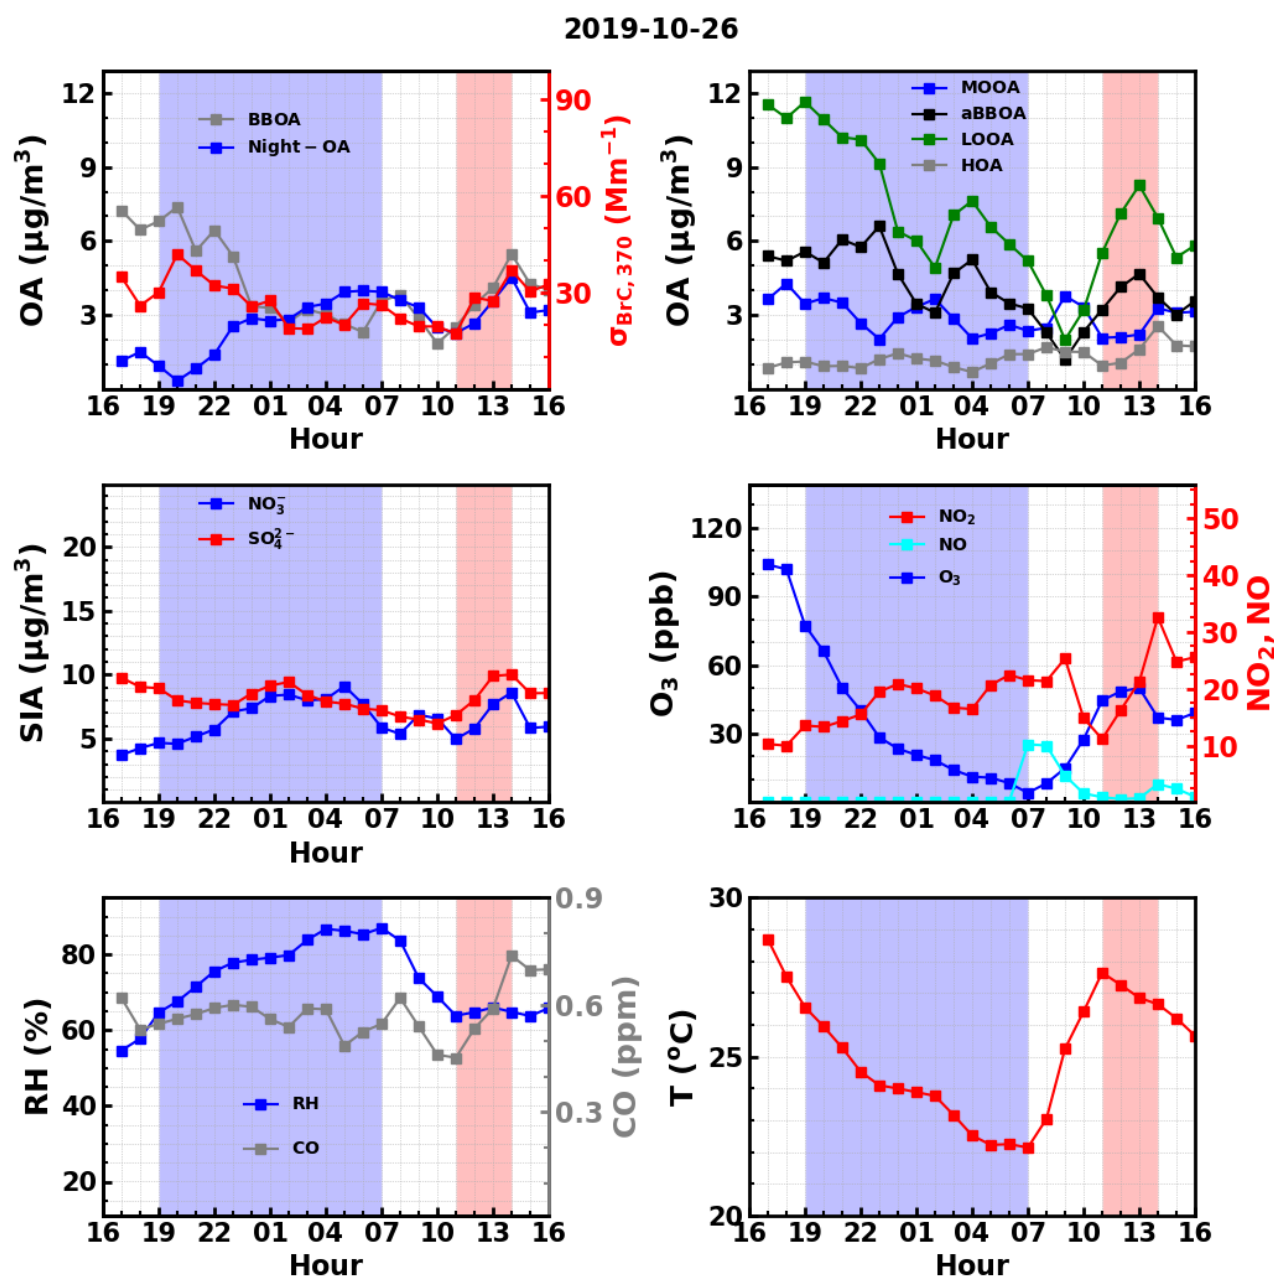 2019-10-26
OA (μg/m³)
12
9
6
3
BBOA
Night − OA
90
60
30
σBrC, 370 (Mm⁻¹)
16 19 22 01 04 07 10 13 16
Hour
OA (μg/m³)
12
9
6
3
MOOA
aBBOA
LOOA
HOA
16 19 22 01 04 07 10 13 16
Hour
SIA (μg/m³)
20
15
10
5
NO₃⁻
SO₄²⁻
16 19 22 01 04 07 10 13 16
Hour
O₃ (ppb)
120
90
60
30
NO₂
NO
O₃
50
40
30
20
10
NO₂, NO
16 19 22 01 04 07 10 13 16
RH (%)
80
60
40
20
RH
CO
0.9
0.6
0.3
CO (ppm)
16 19 22 01 04 07 10 13 16
Hour
T (°C)
30
25
20
16 19 22 01 04 07 10 13 16
Hour